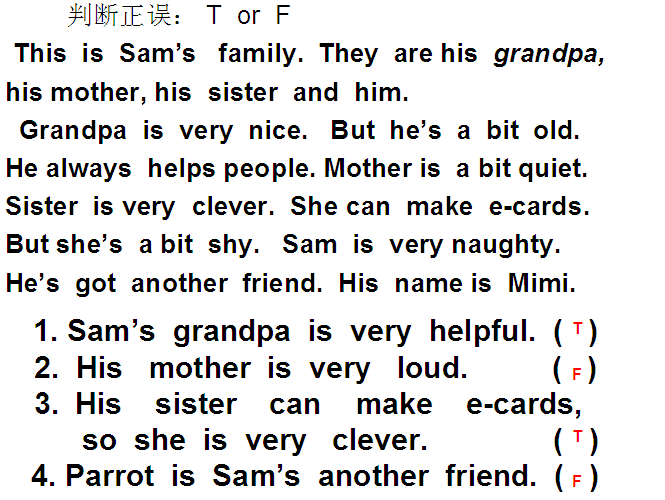 判断正误： T or F
This is Sam’s family. They are his grandpa,
his mother, his sister and him.
Grandpa is very nice. But he’s a bit old.
He always helps people. Mother is a bit quiet.
Sister is very clever. She can make e-cards.
But she’s a bit shy. Sam is very naughty.
He’s got another friend. His name is Mimi.
1. Sam’s grandpa is very helpful. ( T )
2. His mother is very loud. ( F )
3. His sister can make e-cards,
so she is very clever. ( T )
4. Parrot is Sam’s another friend. ( F )